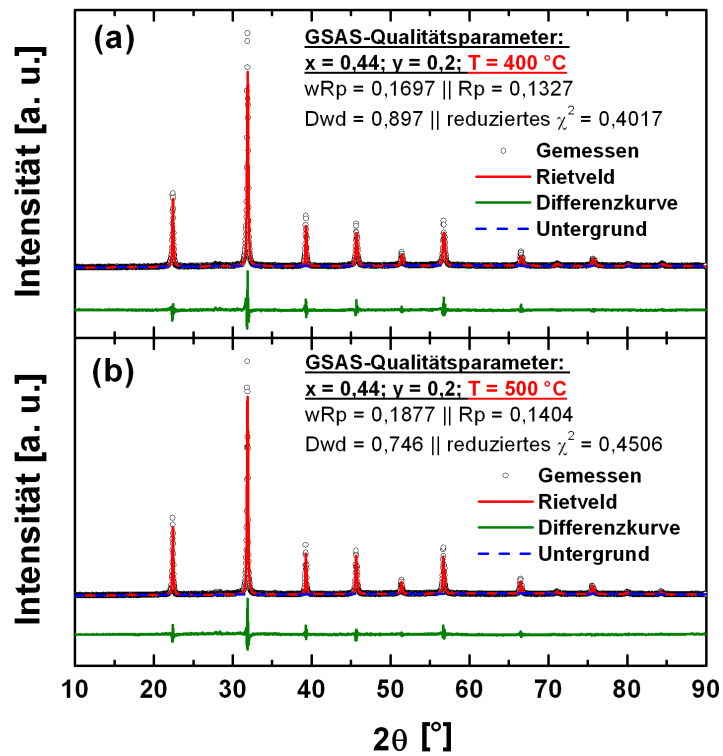 (a)
GSAS-Qualitätsparameter:
x = 0,44; y = 0,2; T = 400 °C
wRp = 0,1697 || Rp = 0,1327
Dwd = 0,897 || reduziertes χ² = 0,4017
Gemessen
Rietveld
Differenzkurve
Untergrund
Intensität [a. u.]
(b)
GSAS-Qualitätsparameter:
x = 0,44; y = 0,2; T = 500 °C
wRp = 0,1877 || Rp = 0,1404
Dwd = 0,746 || reduziertes χ² = 0,4506
Gemessen
Rietveld
Differenzkurve
Untergrund
Intensität [a. u.]
10 20 30 40 50 60 70 80 90
2θ [°]